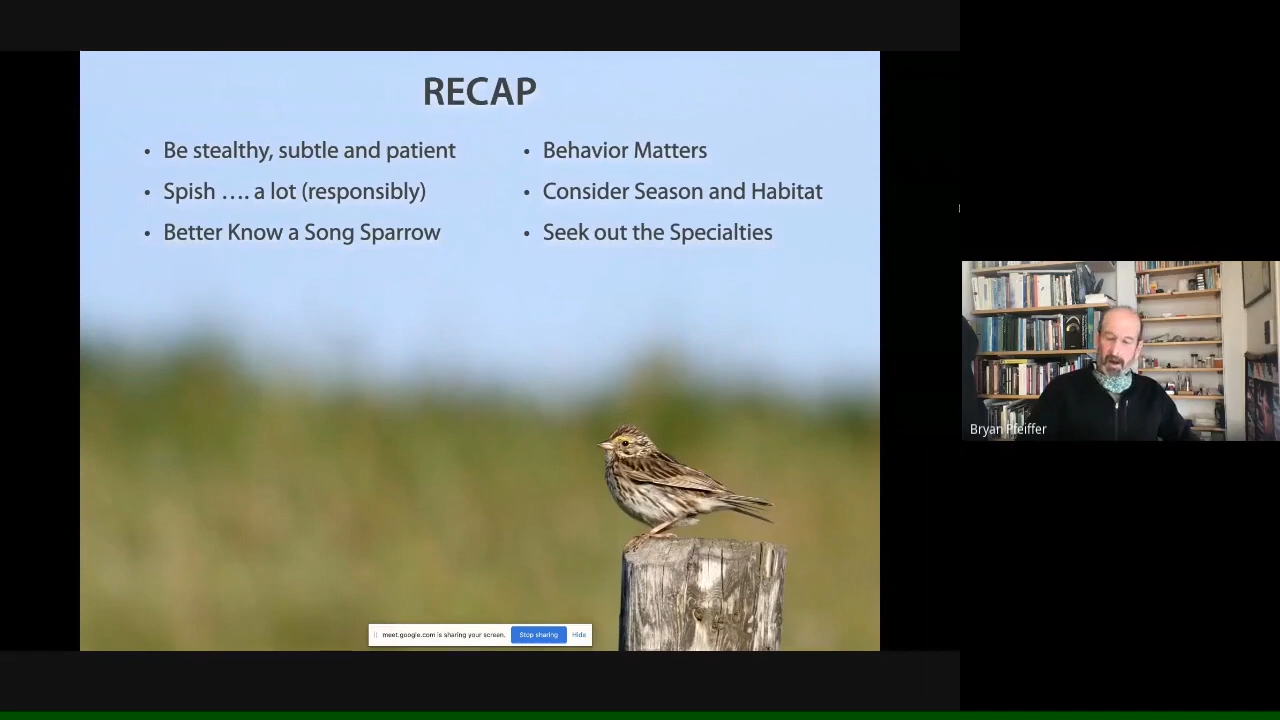 RECAP
• Be stealthy, subtle and patient
• Spish .... a lot (responsibly)
• Better Know a Song Sparrow
• Behavior Matters
• Consider Season and Habitat
• Seek out the Specialties
meet.google.com is sharing your screen. Stop sharing Hide
Bryan Pfeiffer